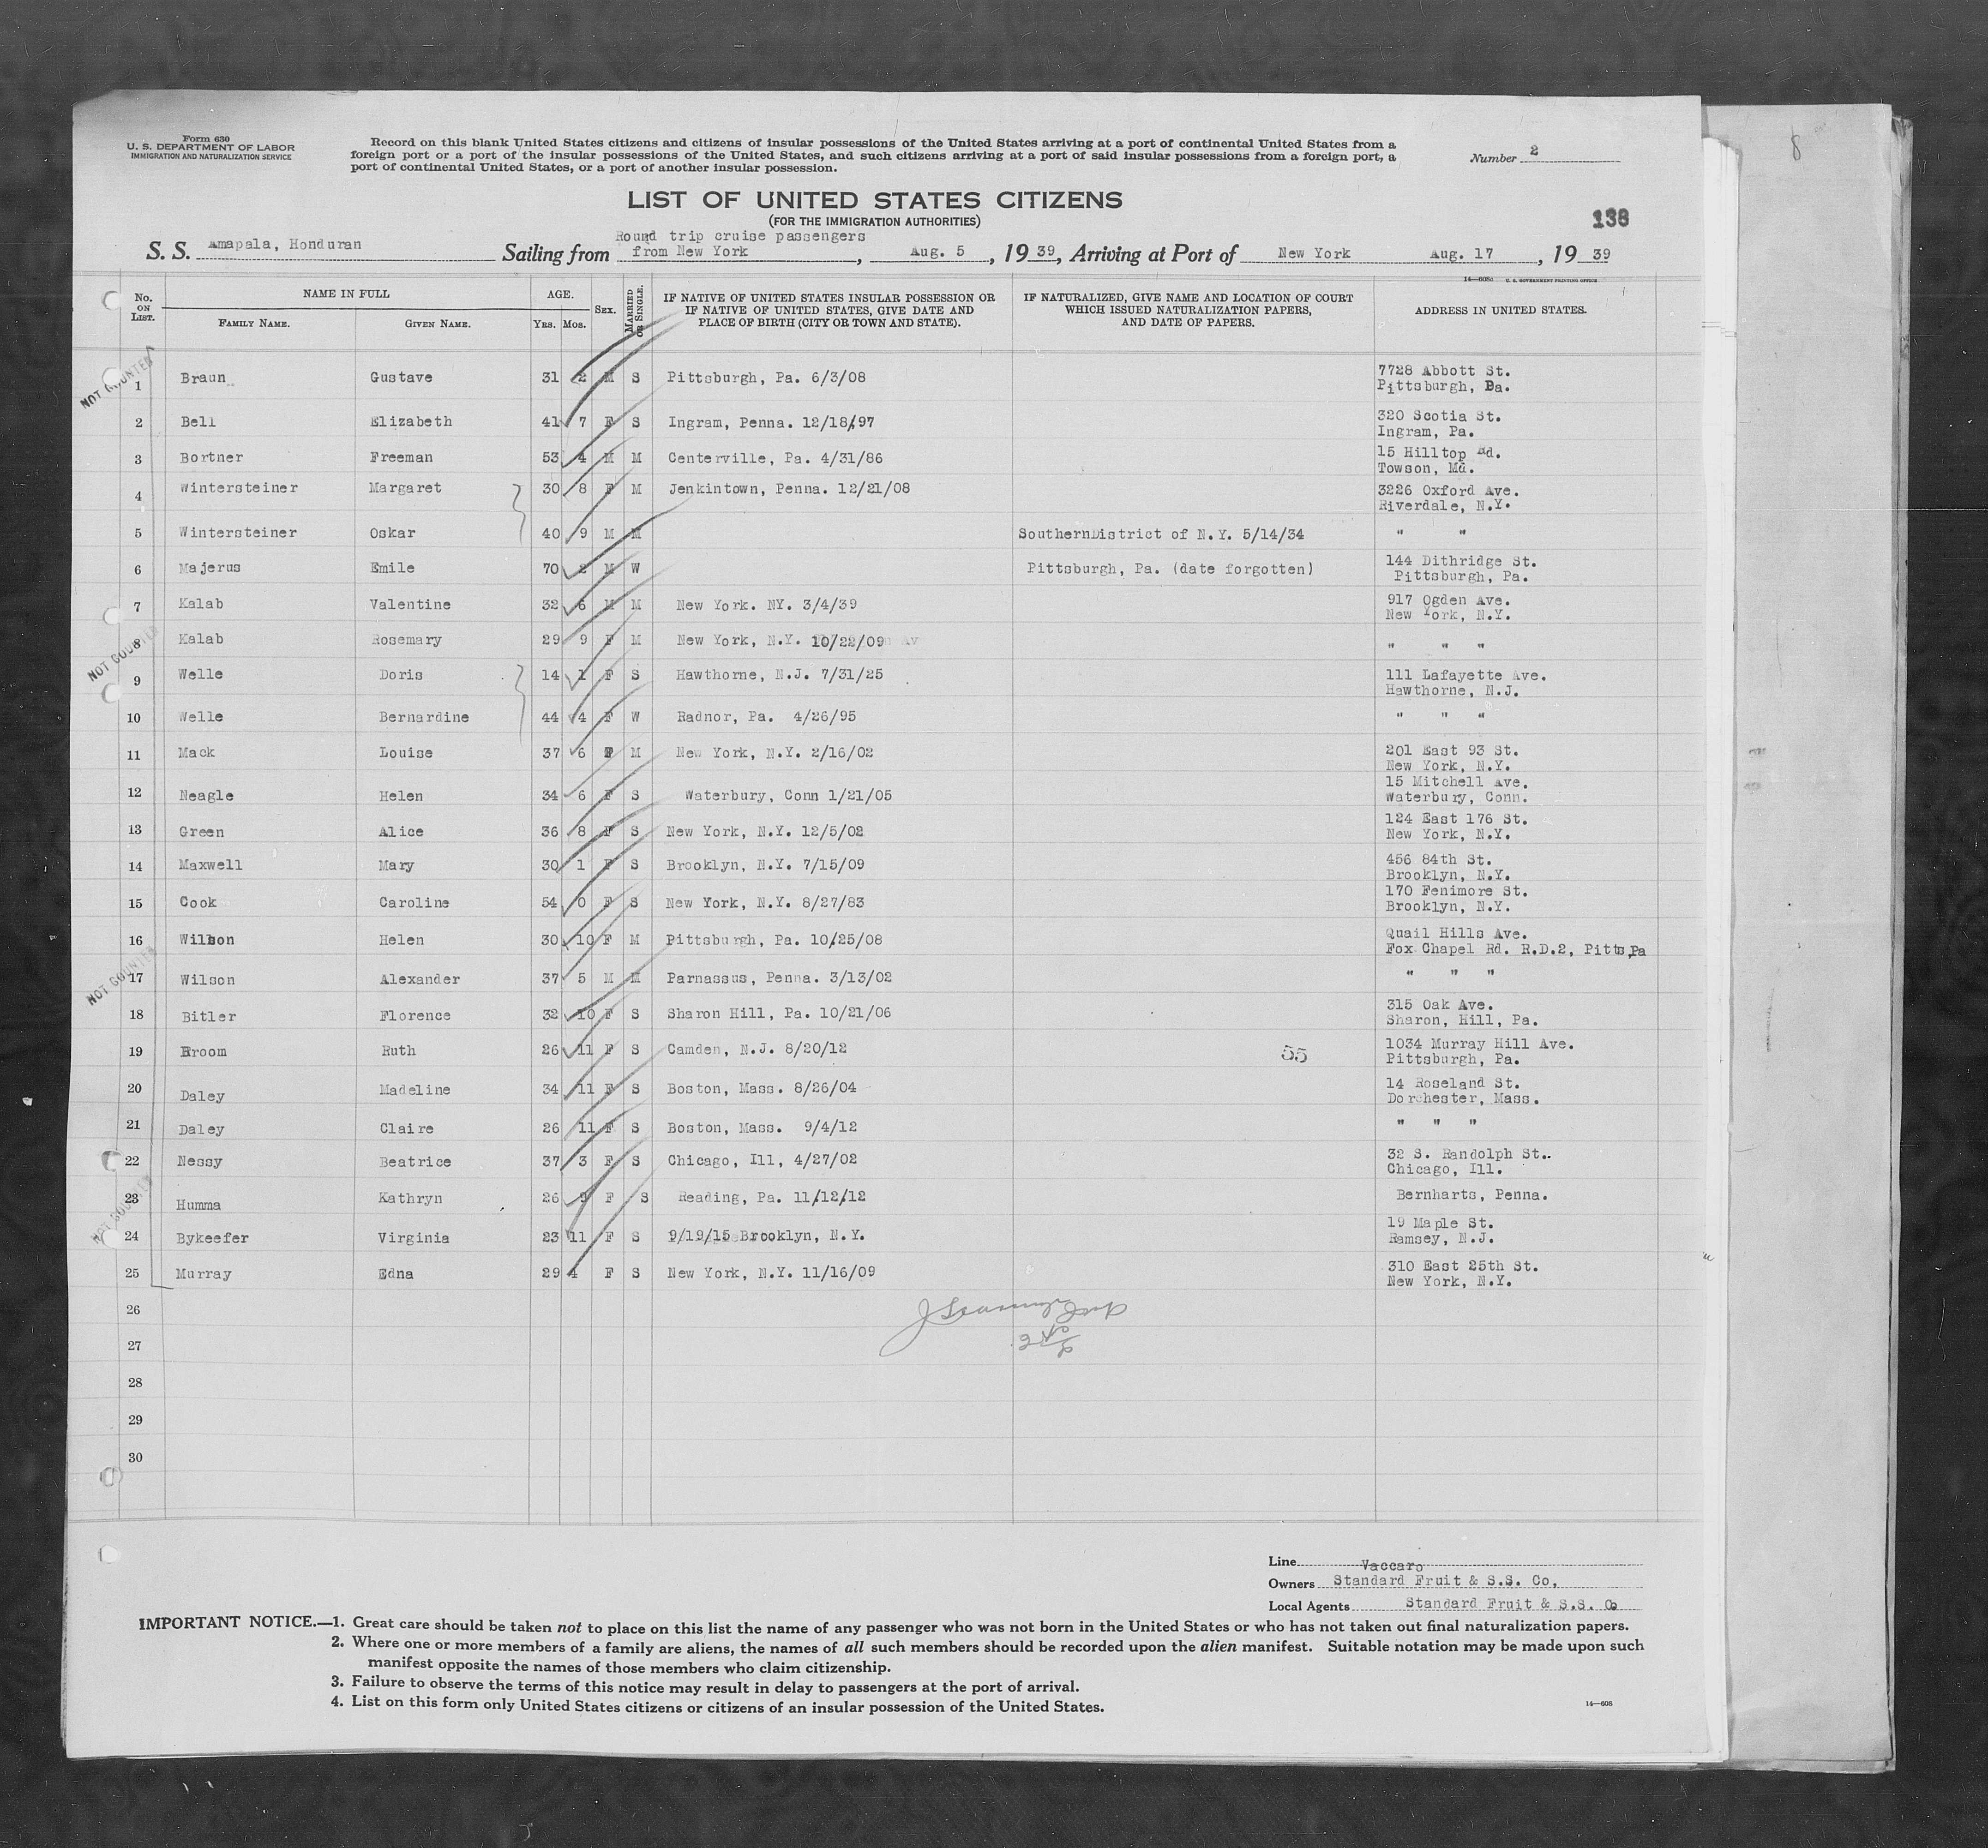 Form 630
U. S. DEPARTMENT OF LABOR
IMMIGRATION AND NATURALIZATION SERVICE
Record on this blank United States citizens and citizens of insular possessions of the United States arriving at a port of continental United States from a
foreign port or a port of the insular possessions of the United States, and such citizens arriving at a port of said insular possessions from a foreign port, a
port of continental United States, or a port of another insular possession.
Number 2
8
LIST OF UNITED STATES CITIZENS
(FOR THE IMMIGRATION AUTHORITIES)
138
Round trip cruise passengers
S. S. Amapala, Honduran Sailing from from New York, Aug. 5, 19 39, Arriving at Port of New York Aug. 17, 19 39
14—608c U. S. GOVERNMENT PRINTING OFFICE
No. ON LIST. NAME IN FULL FAMILY NAME. GIVEN NAME. AGE. YRS. MOS. SEX. MARRIED OR SINGLE.
IF NATIVE OF UNITED STATES INSULAR POSSESSION OR
IF NATIVE OF UNITED STATES, GIVE DATE AND
PLACE OF BIRTH (CITY OR TOWN AND STATE).
IF NATURALIZED, GIVE NAME AND LOCATION OF COURT
WHICH ISSUED NATURALIZATION PAPERS,
AND DATE OF PAPERS.
ADDRESS IN UNITED STATES.
NOT COUNTED
1 Braun Gustave 31 2 M S Pittsburgh, Pa. 6/3/08 7728 Abbott St.
Pittsburgh, Pa.
2 Bell Elizabeth 41 7 F S Ingram, Penna. 12/18/97 320 Scotia St.
Ingram, Pa.
3 Bortner Freeman 53 4 M M Centerville, Pa. 4/31/86 15 Hilltop Rd.
Towson, Md.
4 Wintersteiner Margaret 30 8 F M Jenkintown, Penna. 12/21/08 3226 Oxford Ave.
Riverdale, N.Y.
5 Wintersteiner Oskar 40 9 M M SouthernDistrict of N.Y. 5/14/34 " "
6 Majerus Emile 70 2 M W Pittsburgh, Pa. (date forgotten) 144 Dithridge St.
Pittsburgh, Pa.
7 Kalab Valentine 32 6 M M New York. NY. 3/4/39 917 Ogden Ave.
New York, N.Y.
NOT COUNTED
8 Kalab Rosemary 29 9 F M New York, N.Y. 10/22/09 " " "
9 Welle Doris 14 1 F S Hawthorne, N.J. 7/31/25 111 Lafayette Ave.
Hawthorne, N.J.
10 Welle Bernardine 44 4 F W Radnor, Pa. 4/26/95 " " "
11 Mack Louise 37 6 F M New York, N.Y. 2/16/02 201 East 93 St.
New York, N.Y.
12 Neagle Helen 34 6 F S Waterbury, Conn 1/21/05 15 Mitchell Ave.
Waterbury, Conn.
13 Green Alice 36 8 F S New York, N.Y. 12/5/02 124 East 176 St.
New York, N.Y.
14 Maxwell Mary 30 1 F S Brooklyn, N.Y. 7/15/09 456 84th St.
Brooklyn, N.Y.
15 Cook Caroline 54 0 F S New York, N.Y. 8/27/83 170 Fenimore St.
Brooklyn, N.Y.
16 Wilson Helen 30 10 F M Pittsburgh, Pa. 10/25/08 Quail Hills Ave.
Fox Chapel Rd. R.D.2, Pitts,Pa
NOT COUNTED
17 Wilson Alexander 37 5 M M Parnassus, Penna. 3/13/02 " " "
18 Bitler Florence 32 10 F S Sharon Hill, Pa. 10/21/06 315 Oak Ave.
Sharon, Hill, Pa.
19 Broom Ruth 26 11 F S Camden, N.J. 8/20/12 55 1034 Murray Hill Ave.
Pittsburgh, Pa.
20 Daley Madeline 34 11 F S Boston, Mass. 8/26/04 14 Roseland St.
Dorchester, Mass.
21 Daley Claire 26 11 F S Boston, Mass. 9/4/12 " " "
22 Nessy Beatrice 37 3 F S Chicago, Ill, 4/27/02 32 S. Randolph St..
Chicago, Ill.
NOT COUNTED
23 Humma Kathryn 26 9 F S Reading, Pa. 11/12/12 Bernharts, Penna.
24 Bykeefer Virginia 23 11 F S 9/19/15 Brooklyn, N.Y. 19 Maple St.
Ramsey, N.J.
25 Murray Edna 29 4 F S New York, N.Y. 11/16/09 310 East 25th St.
New York, N.Y.
26
27
28
29
30
Line Vaccaro
Owners Standard Fruit & S.S. Co,
Local Agents Standard Fruit & S.S. Co
IMPORTANT NOTICE.—1. Great care should be taken not to place on this list the name of any passenger who was not born in the United States or who has not taken out final naturalization papers.
2. Where one or more members of a family are aliens, the names of all such members should be recorded upon the alien manifest. Suitable notation may be made upon such
manifest opposite the names of those members who claim citizenship.
3. Failure to observe the terms of this notice may result in delay to passengers at the port of arrival.
4. List on this form only United States citizens or citizens of an insular possession of the United States.
14—608